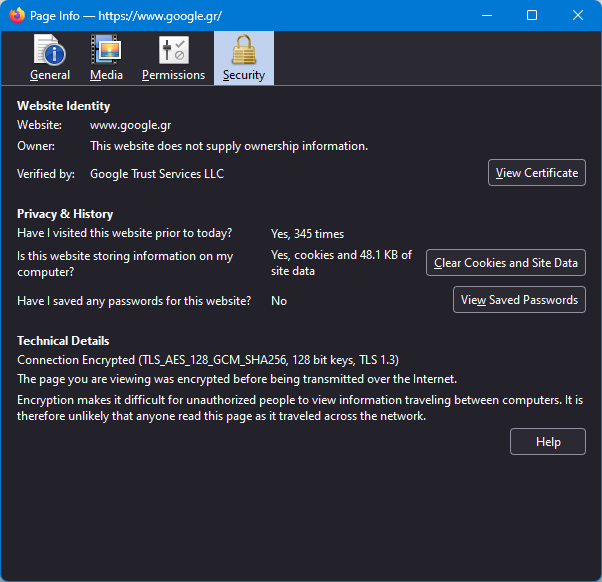 Page Info — https://www.google.gr/
General Media Permissions Security
Website Identity
Website: www.google.gr
Owner: This website does not supply ownership information.
Verified by: Google Trust Services LLC View Certificate
Privacy & History
Have I visited this website prior to today? Yes, 345 times
Is this website storing information on my computer? Yes, cookies and 48.1 KB of site data Clear Cookies and Site Data
Have I saved any passwords for this website? No View Saved Passwords
Technical Details
Connection Encrypted (TLS_AES_128_GCM_SHA256, 128 bit keys, TLS 1.3)
The page you are viewing was encrypted before being transmitted over the Internet.
Encryption makes it difficult for unauthorized people to view information traveling between computers. It is
therefore unlikely that anyone read this page as it traveled across the network.
Help